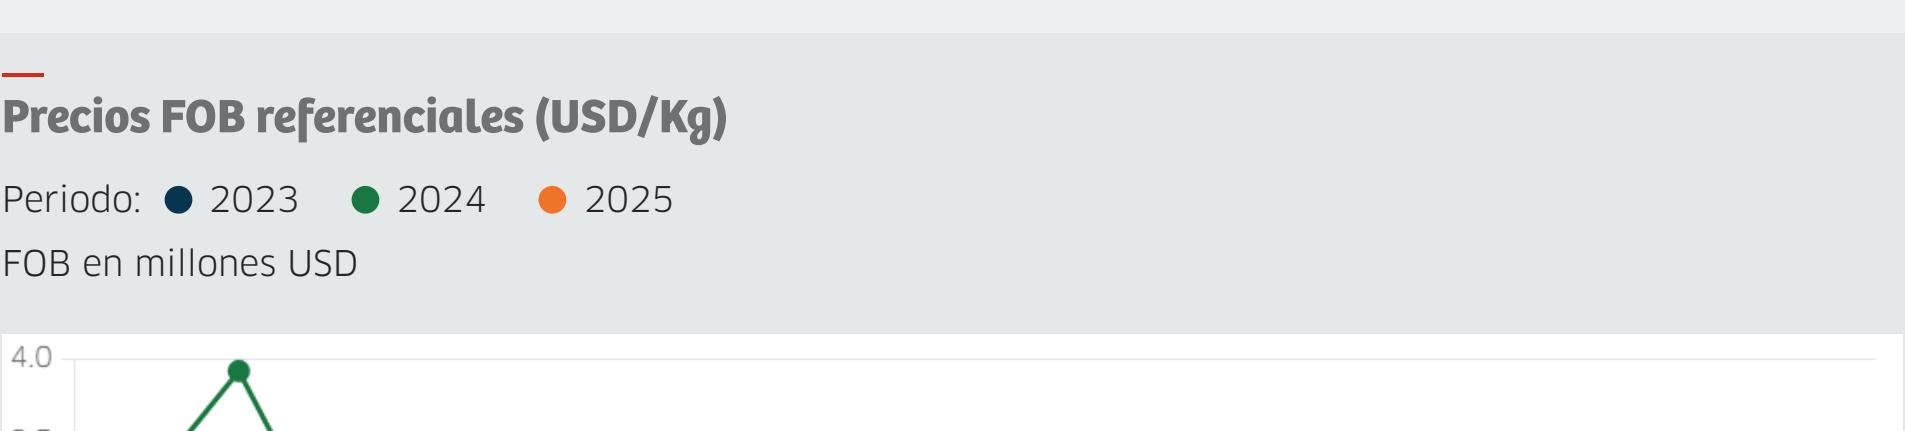 Precios FOB referenciales (USD/Kg)
Periodo: 2023 2024 2025
FOB en millones USD
4.0